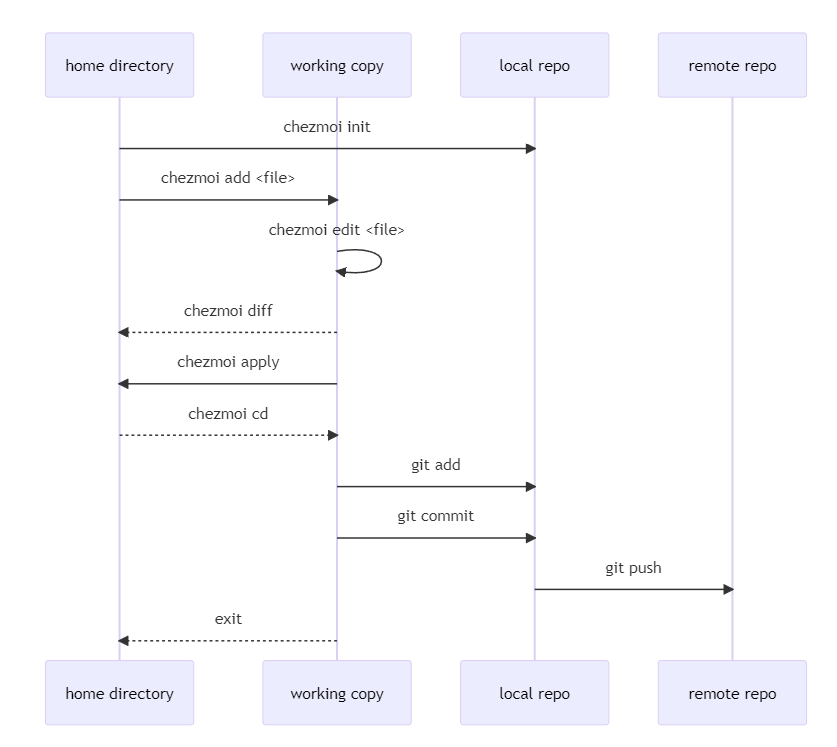 home directory
working copy
local repo
remote repo
chezmoi init
chezmoi add <file>
chezmoi edit <file>
chezmoi diff
chezmoi apply
chezmoi cd
git add
git commit
git push
exit
home directory
working copy
local repo
remote repo